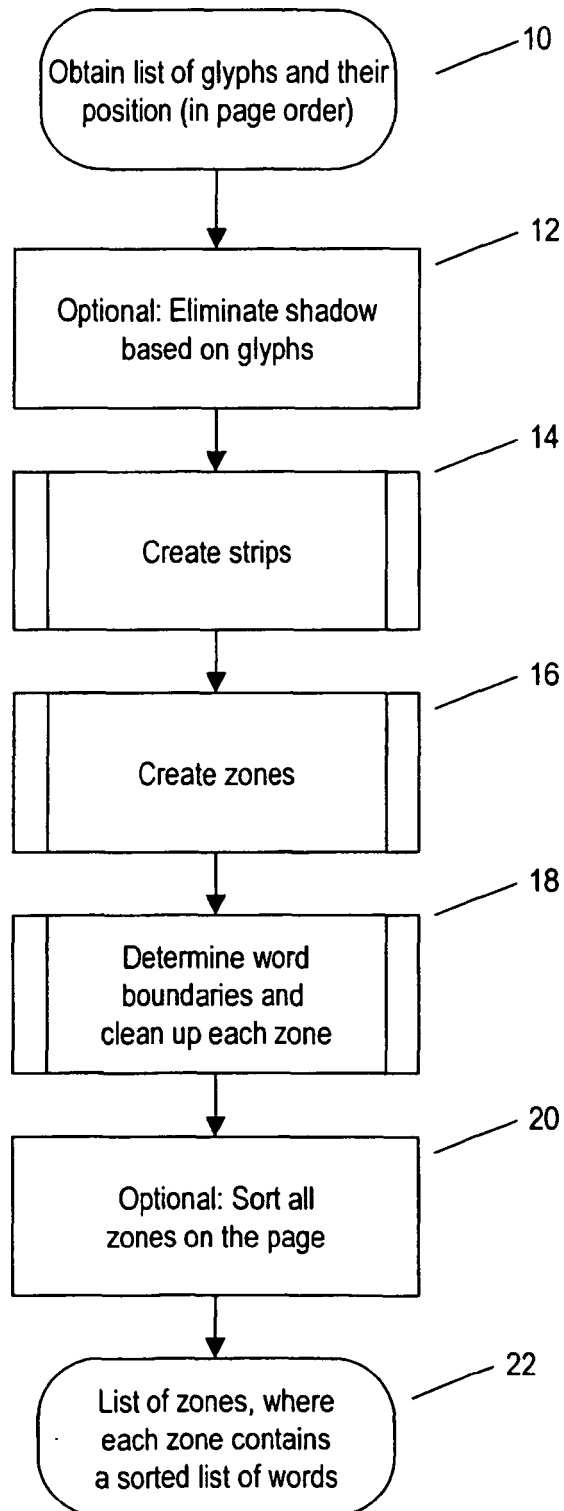 10
Obtain list of glyphs and their
position (in page order)
12
Optional: Eliminate shadow
based on glyphs
14
Create strips
16
Create zones
18
Determine word
boundaries and
clean up each zone
20
Optional: Sort all
zones on the page
22
List of zones, where
each zone contains
a sorted list of words